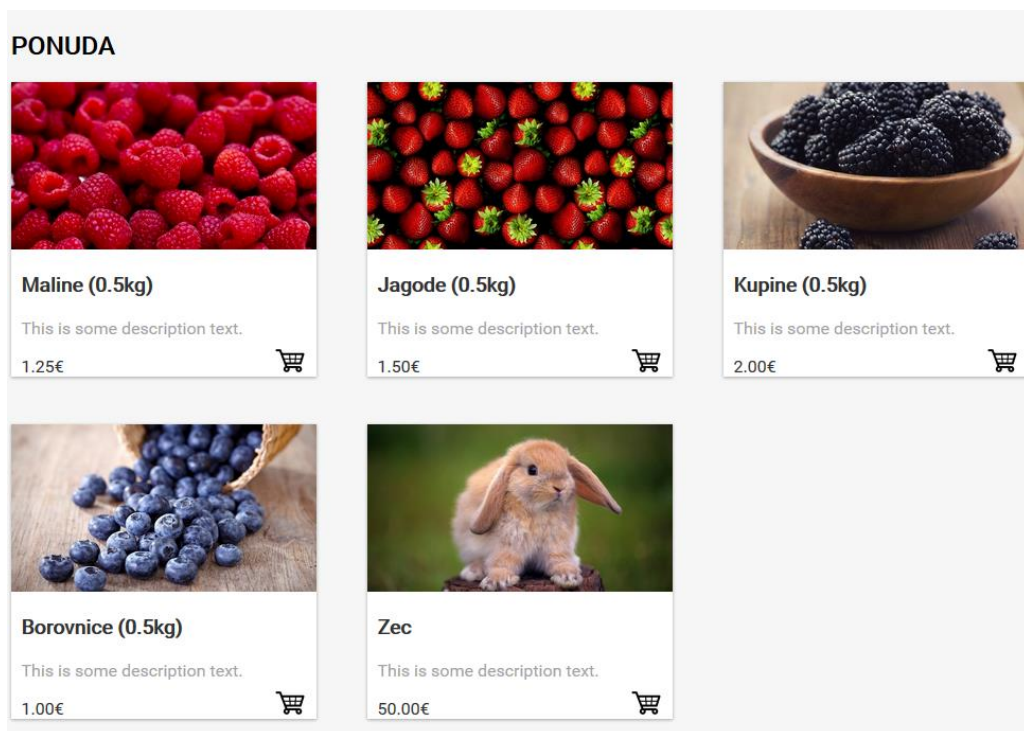 PONUDA
Maline (0.5kg)
This is some description text.
1.25€
Jagode (0.5kg)
This is some description text.
1.50€
Kupine (0.5kg)
This is some description text.
2.00€
Borovnice (0.5kg)
This is some description text.
1.00€
Zec
This is some description text.
50.00€